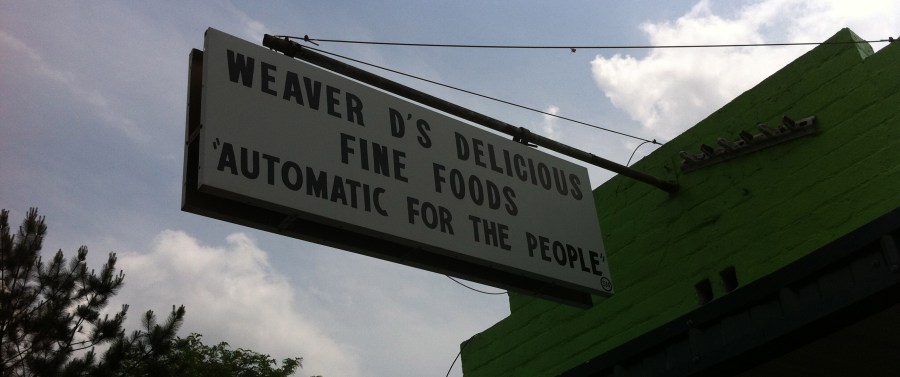 WEAVER D'S DELICIOUS
FINE FOODS
"AUTOMATIC FOR THE PEOPLE"